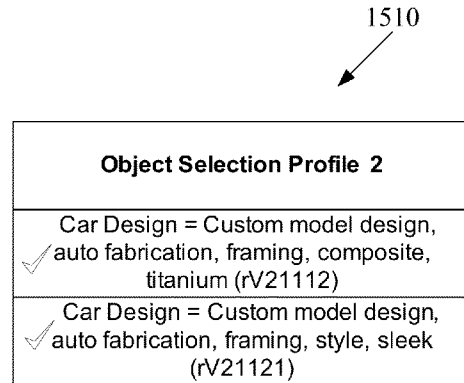 1510
Object Selection Profile 2
Car Design = Custom model design,
auto fabrication, framing, composite,
titanium (rV21112)
Car Design = Custom model design,
auto fabrication, framing, style, sleek
(rV21121)